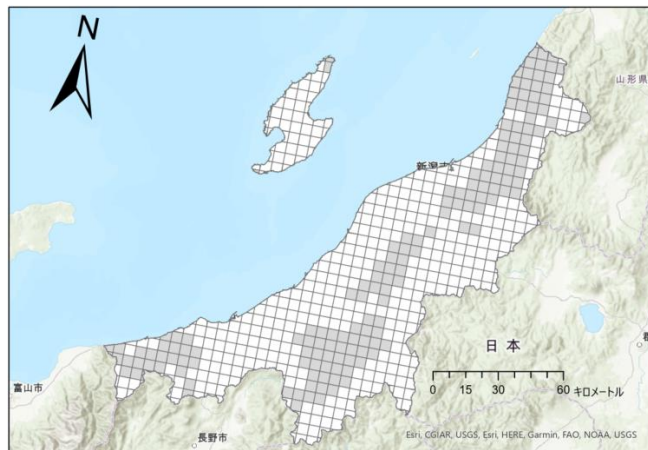 N
山形県
新潟市
日 本
0 15 30 60 キロメートル
富山市
長野市
Esri, CGIAR, USGS, Esri, HERE, Garmin, FAO, NOAA, USGS